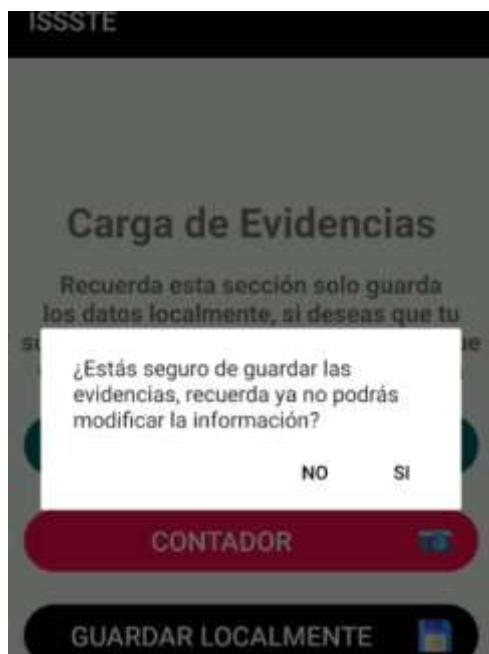 ISSSTE
Carga de Evidencias
Recuerda esta sección solo guarda
los datos localmente, si deseas que tu
¿Estás seguro de guardar las
evidencias, recuerda ya no podrás
modificar la información?
NO SI
CONTADOR
GUARDAR LOCALMENTE